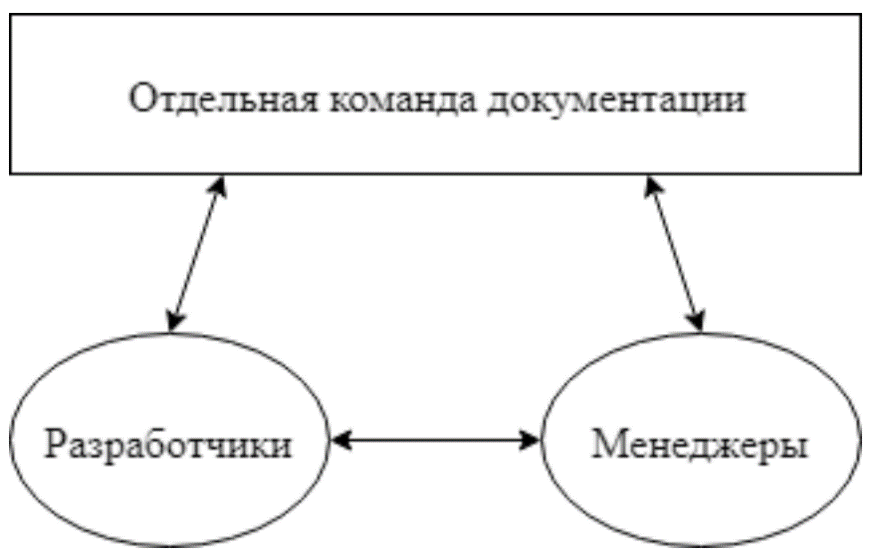 Отдельная команда документации
Разработчики
Менеджеры